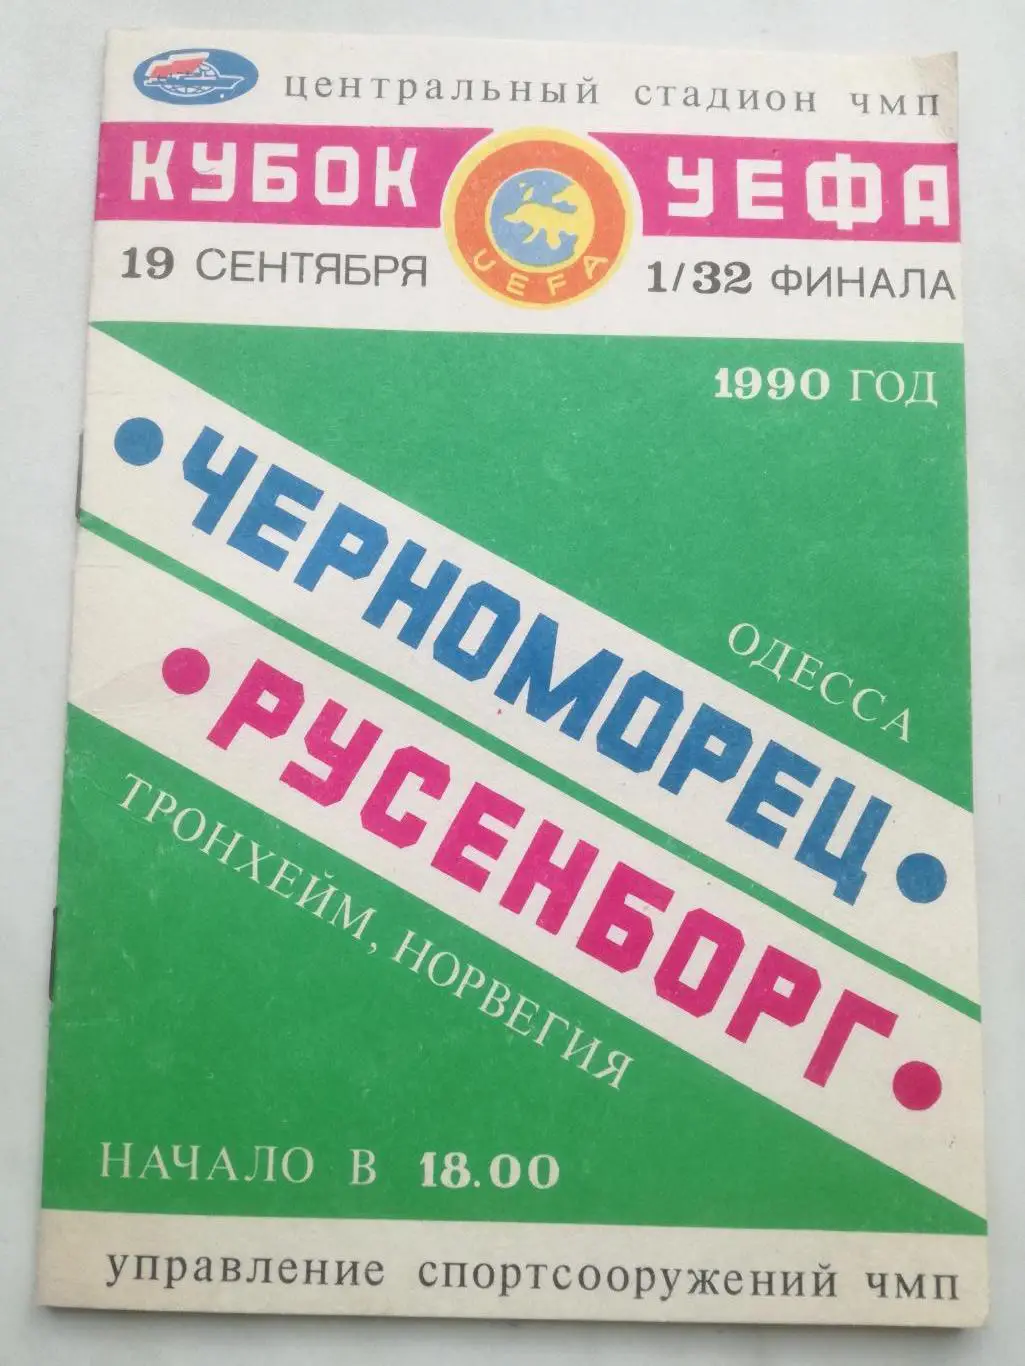 центральный стадион чмп
КУБОК УЕФА
UEFA
19 СЕНТЯБРЯ 1/32 ФИНАЛА
1990 ГОД
• ЧЕРНОМОРЕЦ •
ОДЕССА
• РУСЕНБОРГ •
ТРОНХЕЙМ, НОРВЕГИЯ
НАЧАЛО В 18.00
управление спортсооружений чмп